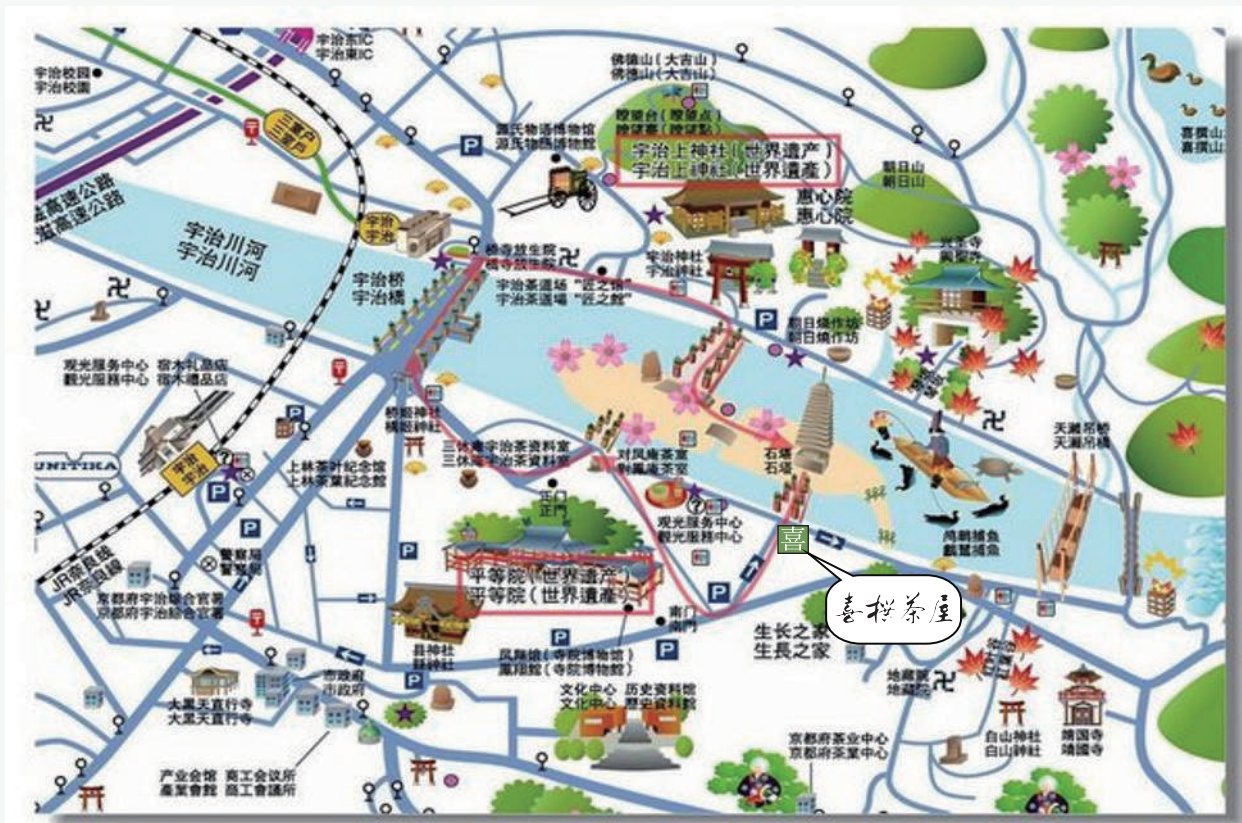 宇治东IC
宇治東IC
宇治校园
宇治校園
三室户
三室戸
佛德山(大吉山)
佛德山(大吉山)
瞭望台(瞭望点)
瞭望臺(瞭望點)
源氏物语博物馆
源氏物語博物館
宇治上神社(世界遗产)
宇治上神社(世界遺產)
朝日山
朝日山
喜撰山
喜撰山
惠心院
惠心院
兴圣寺
興聖寺
宇治川河
宇治川河
宇治
宇治
桥寺放生院
橋寺放生院
宇治神社
宇治神社
宇治桥
宇治橋
宇治茶道场 "匠之馆"
宇治茶道場 "匠之館"
朝日烧作坊
朝日燒作坊
观光服务中心 宿木礼品店
觀光服務中心 宿木禮品店
UNITIKA
宇治
宇治
桥姬神社
橋姬神社
三休庵宇治茶资料室
三休庵宇治茶資料室
上林茶叶纪念馆
上林茶葉紀念館
对凤庵茶室
對鳳庵茶室
石塔
石塔
天濑吊桥
天瀨吊橋
正门
正門
观光服务中心
觀光服務中心
鸬鹚捕鱼
鸕鶿捕魚
喜
喜撰茶屋
JR奈良线
JR奈良線
警察局
警察局
京都府宇治综合官署
京都府宇治綜合官署
平等院(世界遗产)
平等院(世界遺產)
南门
南門
县神社
縣神社
凤翔馆(寺院博物馆)
鳳翔館(寺院博物館)
生长之家
生長之家
地藏院
地藏院
市政府
市政府
大黑天直行寺
大黑天直行寺
文化中心 历史资料馆
文化中心 歷史資料館
京都府茶业中心
京都府茶業中心
白山神社
白山神社
靖国寺
靖國寺
产业会馆 商工会议所
產業會館 商工會議所